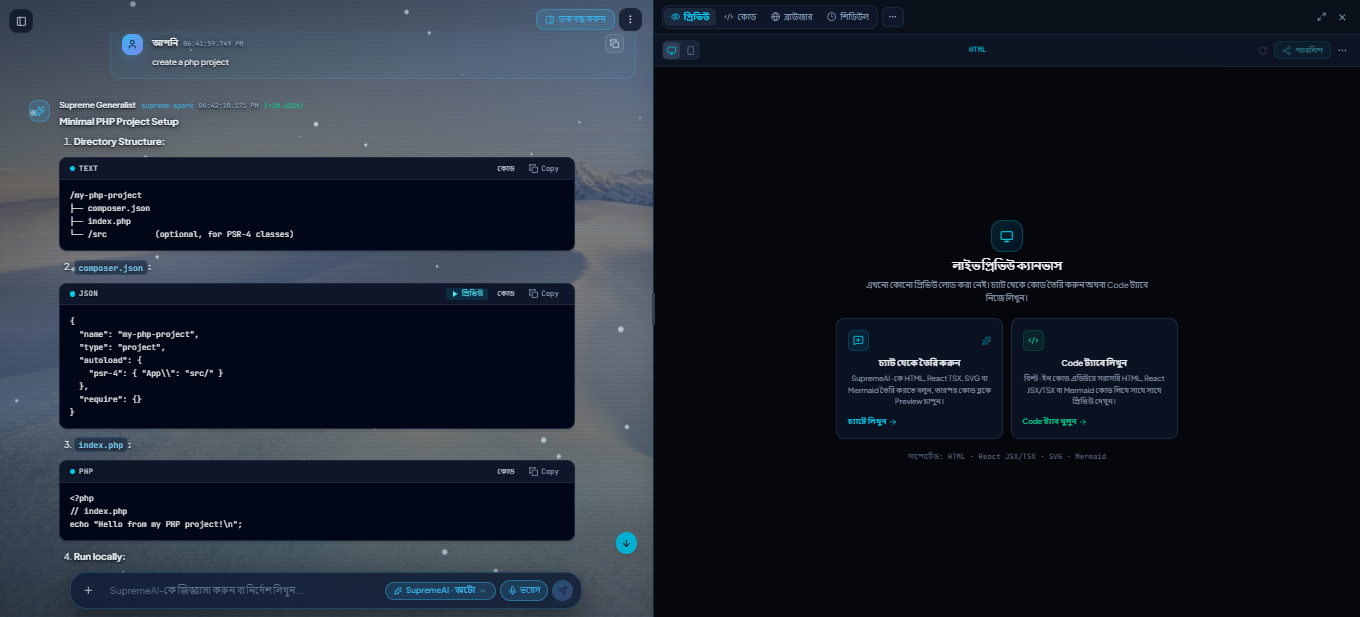 ডক বন্ধ করুন
আপনি 06:41:59.749 PM
create a php project
Supreme Generalist supreme-spark 06:42:10.171 PM (+10.422s)
Minimal PHP Project Setup
1. Directory Structure:
TEXT কোড Copy
/my-php-project
├── composer.json
├── index.php
└── /src (optional, for PSR-4 classes)
2. composer.json :
JSON প্রিভিউ কোড Copy
{
"name": "my-php-project",
"type": "project",
"autoload": {
"psr-4": { "App\\": "src/" }
},
"require": {}
}
3. index.php :
PHP কোড Copy
<?php
// index.php
echo "Hello from my PHP project!\n";
4. Run locally:
SupremeAI-কে জিজ্ঞাসা করুন বা নির্দেশ লিখুন... SupremeAI · অটো ভয়েস
প্রিভিউ কোড ব্রাউজার শিডিউল
HTML পাবলিশ
লাইভ প্রিভিউ ক্যানভাস
এখনো কোনো প্রিভিউ লোড করা নেই। চ্যাট থেকে কোড তৈরি করুন অথবা Code ট্যাবে
নিজে লিখুন।
চ্যাট থেকে তৈরি করুন
SupremeAI-কে HTML, React TSX, SVG বা
Mermaid তৈরি করতে বলুন, তারপর কোড ব্লকে
Preview চাপুন।
চ্যাটে লিখুন →
Code ট্যাবে লিখুন
বিল্ট-ইন কোড এডিটরে সরাসরি HTML, React
JSX/TSX বা Mermaid কোড লিখে সাথে সাথে
প্রিভিউ দেখুন।
Code ট্যাব খুলুন →
সাপোর্টেড: HTML · React JSX/TSX · SVG · Mermaid